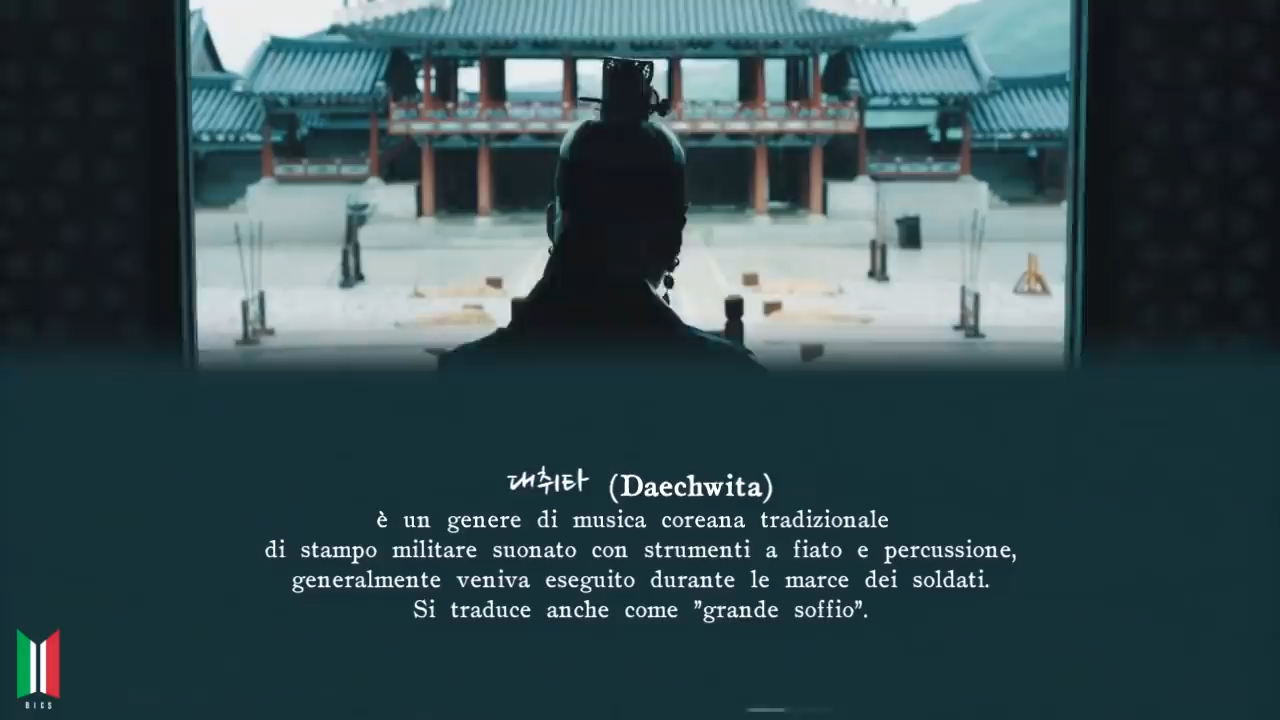 대취타 (Daechwita)
è un genere di musica coreana tradizionale
di stampo militare suonato con strumenti a fiato e percussione,
generalmente veniva eseguito durante le marce dei soldati.
Si traduce anche come "grande soffio".
BICS